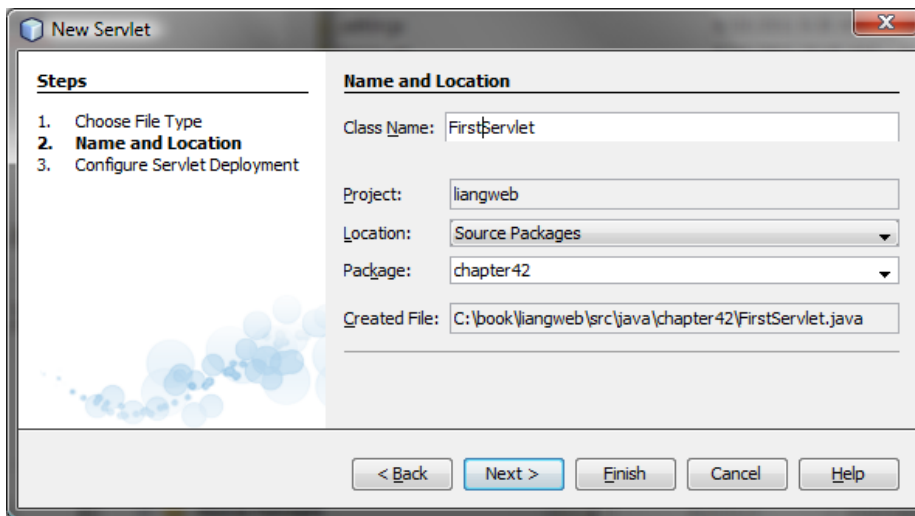 New Servlet
Steps
1. Choose File Type
2. Name and Location
3. Configure Servlet Deployment
Name and Location
Class Name: FirstServlet
Project: liangweb
Location: Source Packages
Package: chapter42
Created File: C:\book\liangweb\src\java\chapter42\FirstServlet.java
< Back Next > Finish Cancel Help